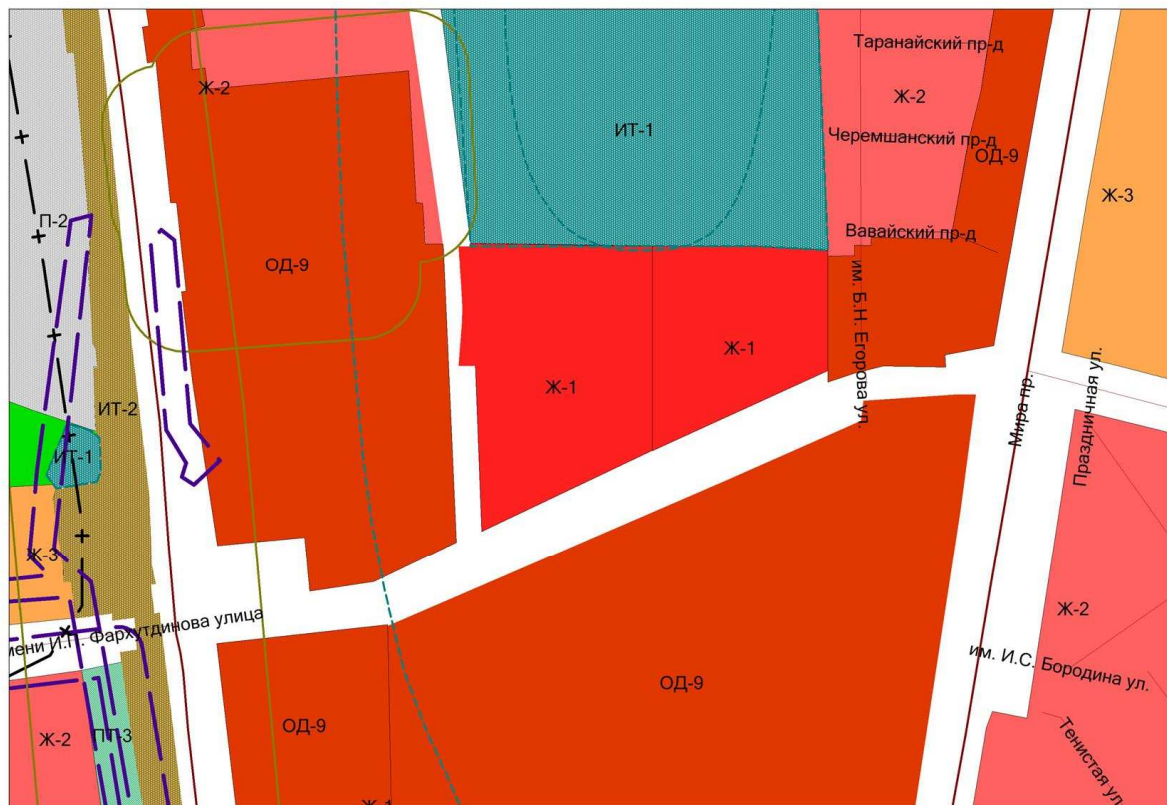 Таранайский пр-д
Ж-2
Ж-2
ИТ-1
Черемшанский пр-д
ОД-9
Ж-3
П-2
Вавайский пр-д
ОД-9
им. Б.Н. Егорова ул.
Ж-1
Ж-1
ИТ-2
Мира пр.
Праздничная ул.
ИТ-1
Ж-3
Ж-2
мени И.П. Фархутдинова улица
им. И.С. Бородина ул.
ОД-9
ОД-9
Ж-2
ПТ-3
Тенистая ул.
Ж-1